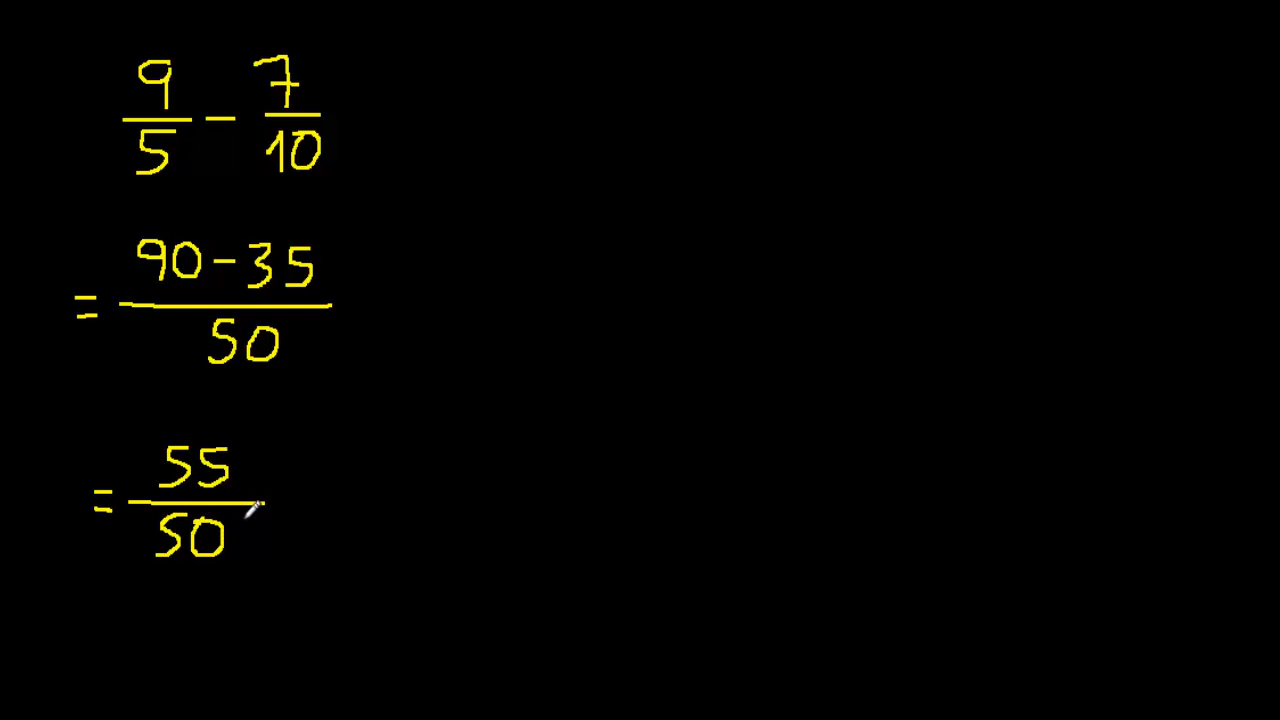 9/5 - 7/10
= (90 - 35)/50
= 55/50